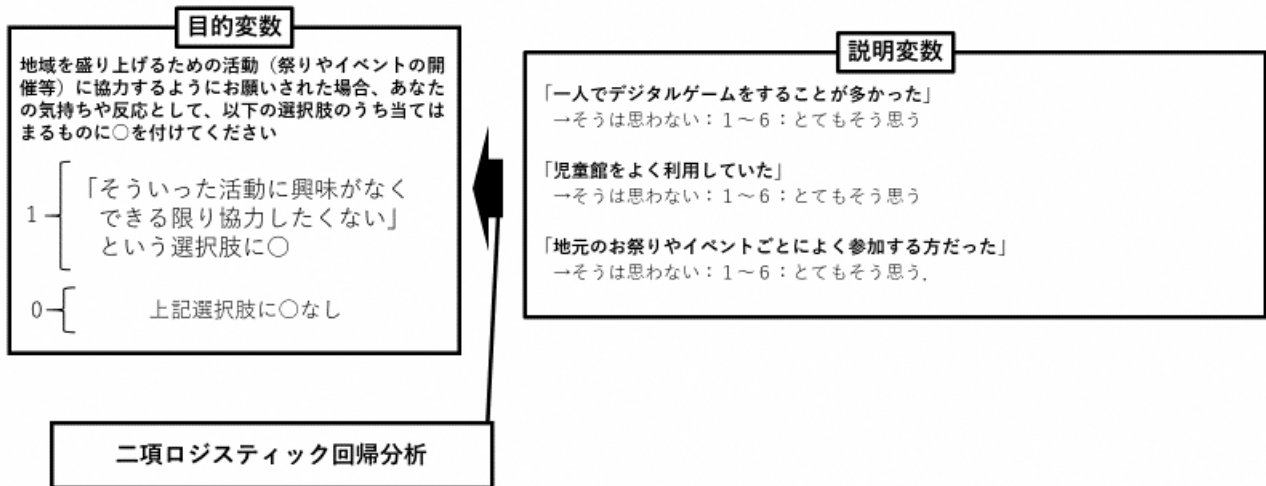 目的変数
地域を盛り上げるための活動（祭りやイベントの開
催等）に協力するようにお願いされた場合、あなた
の気持ちや反応として、以下の選択肢のうち当ては
まるものに○を付けてください
1
「そういった活動に興味がなく
できる限り協力したくない」
という選択肢に○
0
上記選択肢に○なし
説明変数
「一人でデジタルゲームをすることが多かった」
→そうは思わない：１～６：とてもそう思う
「児童館をよく利用していた」
→そうは思わない：１～６：とてもそう思う
「地元のお祭りやイベントごとによく参加する方だった」
→そうは思わない：１～６：とてもそう思う.
二項ロジスティック回帰分析